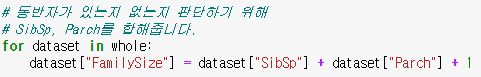 # 동반자가 있는지 없는지 판단하기 위해
# SibSp, Parch를 합해줍니다.
for dataset in whole:
    dataset["FamilySize"] = dataset["SibSp"] + dataset["Parch"] + 1